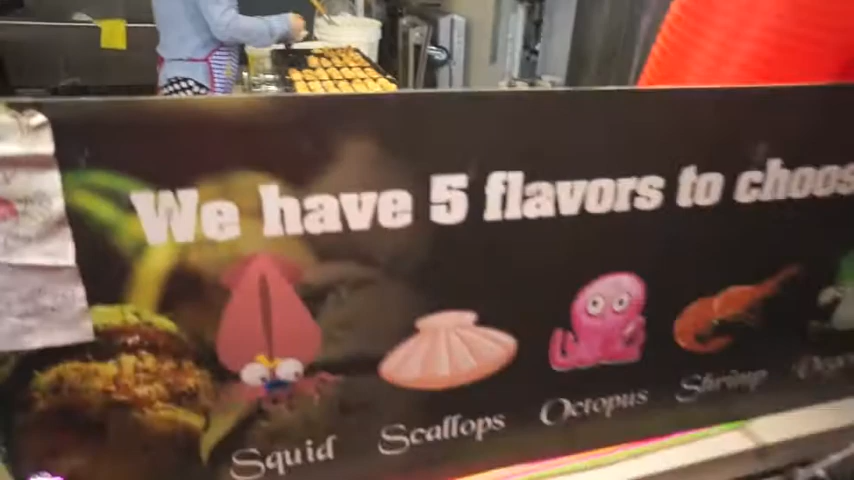 We have 5 flavors to choos
Squid
Scallops
Octopus
Shrimp